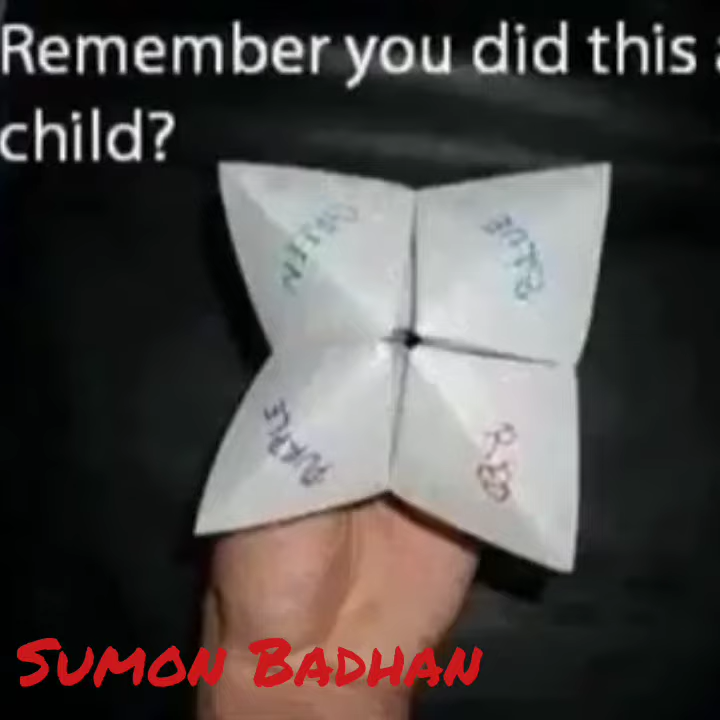 Remember you did this a
child?
GREEN
BLUE
PURPLE
RED
Sumon Badhan